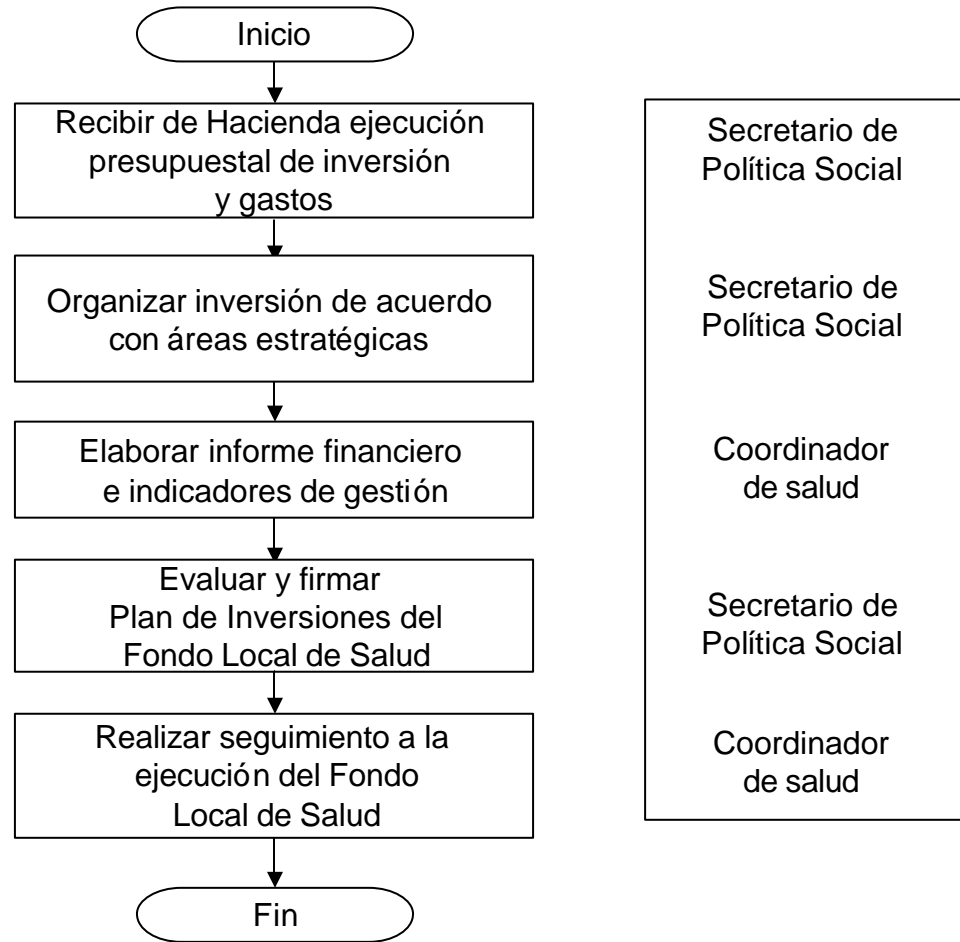 Inicio
Recibir de Hacienda ejecución
presupuestal de inversión
y gastos
Secretario de
Política Social
Organizar inversión de acuerdo
con áreas estratégicas
Secretario de
Política Social
Elaborar informe financiero
e indicadores de gestión
Coordinador
de salud
Evaluar y firmar
Plan de Inversiones del
Fondo Local de Salud
Secretario de
Política Social
Realizar seguimiento a la
ejecución del Fondo
Local de Salud
Coordinador
de salud
Fin